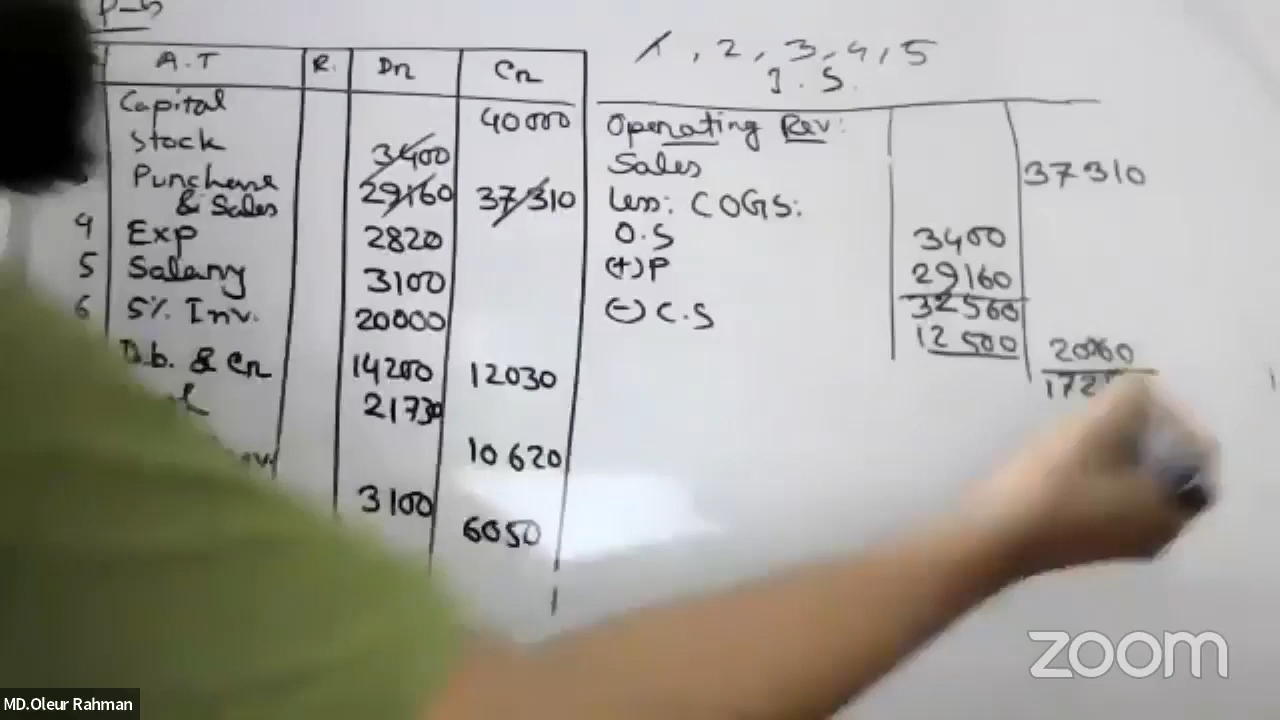 P-5
A.T R. Dr Cr
Capital 40000
Stock 3400
Purchase
& Sales 29160 37310
4 Exp 2820
5 Salary 3100
6 5% Inv. 20000
D.b. & Cr 14200 12030
21730
10620
3100
6050
1, 2, 3, 4, 5
I.S.
Operating Rev:
Sales 37310
Less: COGS:
O.S 3400
(+) P 29160
32560
(-) C.S 12500 20060
172
zoom
MD.Oleur Rahman